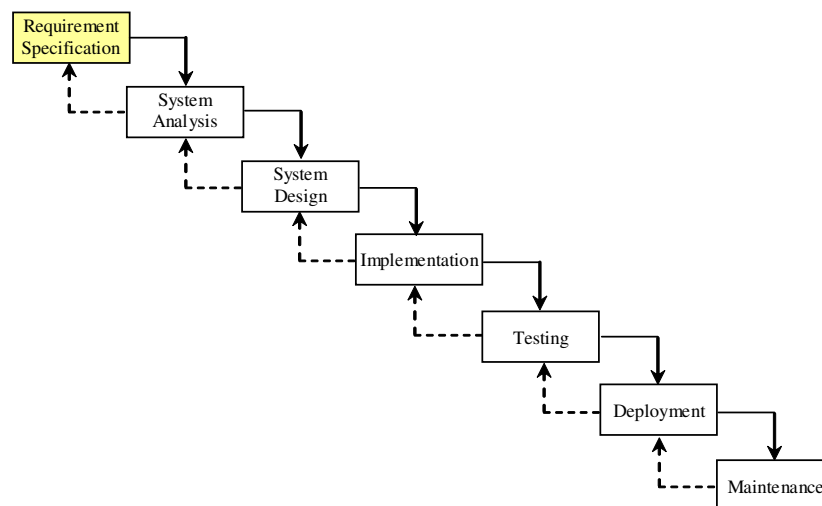 Requirement
Specification
System
Analysis
System
Design
Implementation
Testing
Deployment
Maintenance